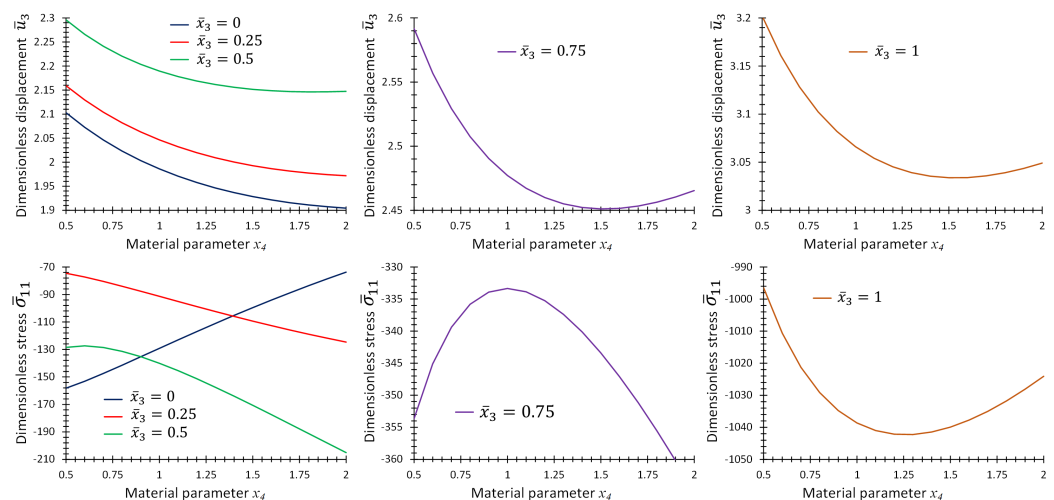 Dimensionless displacement ū₃
2.3
2.25
2.2
2.15
2.1
2.05
2
1.95
1.9
x̄₃ = 0
x̄₃ = 0.25
x̄₃ = 0.5
0.5 0.75 1 1.25 1.5 1.75 2
Material parameter x₄
Dimensionless displacement ū₃
2.6
2.55
2.5
2.45
x̄₃ = 0.75
0.5 0.75 1 1.25 1.5 1.75 2
Material parameter x₄
Dimensionless displacement ū₃
3.2
3.15
3.1
3.05
3
x̄₃ = 1
0.5 0.75 1 1.25 1.5 1.75 2
Material parameter x₄
Dimensionless stress σ̄₁₁
-70
-90
-110
-130
-150
-170
-190
-210
x̄₃ = 0
x̄₃ = 0.25
x̄₃ = 0.5
0.5 0.75 1 1.25 1.5 1.75 2
Material parameter x₄
Dimensionless stress σ̄₁₁
-330
-335
-340
-345
-350
-355
-360
x̄₃ = 0.75
0.5 0.75 1 1.25 1.5 1.75 2
Material parameter x₄
Dimensionless stress σ̄₁₁
-990
-1000
-1010
-1020
-1030
-1040
-1050
x̄₃ = 1
0.5 0.75 1 1.25 1.5 1.75 2
Material parameter x₄